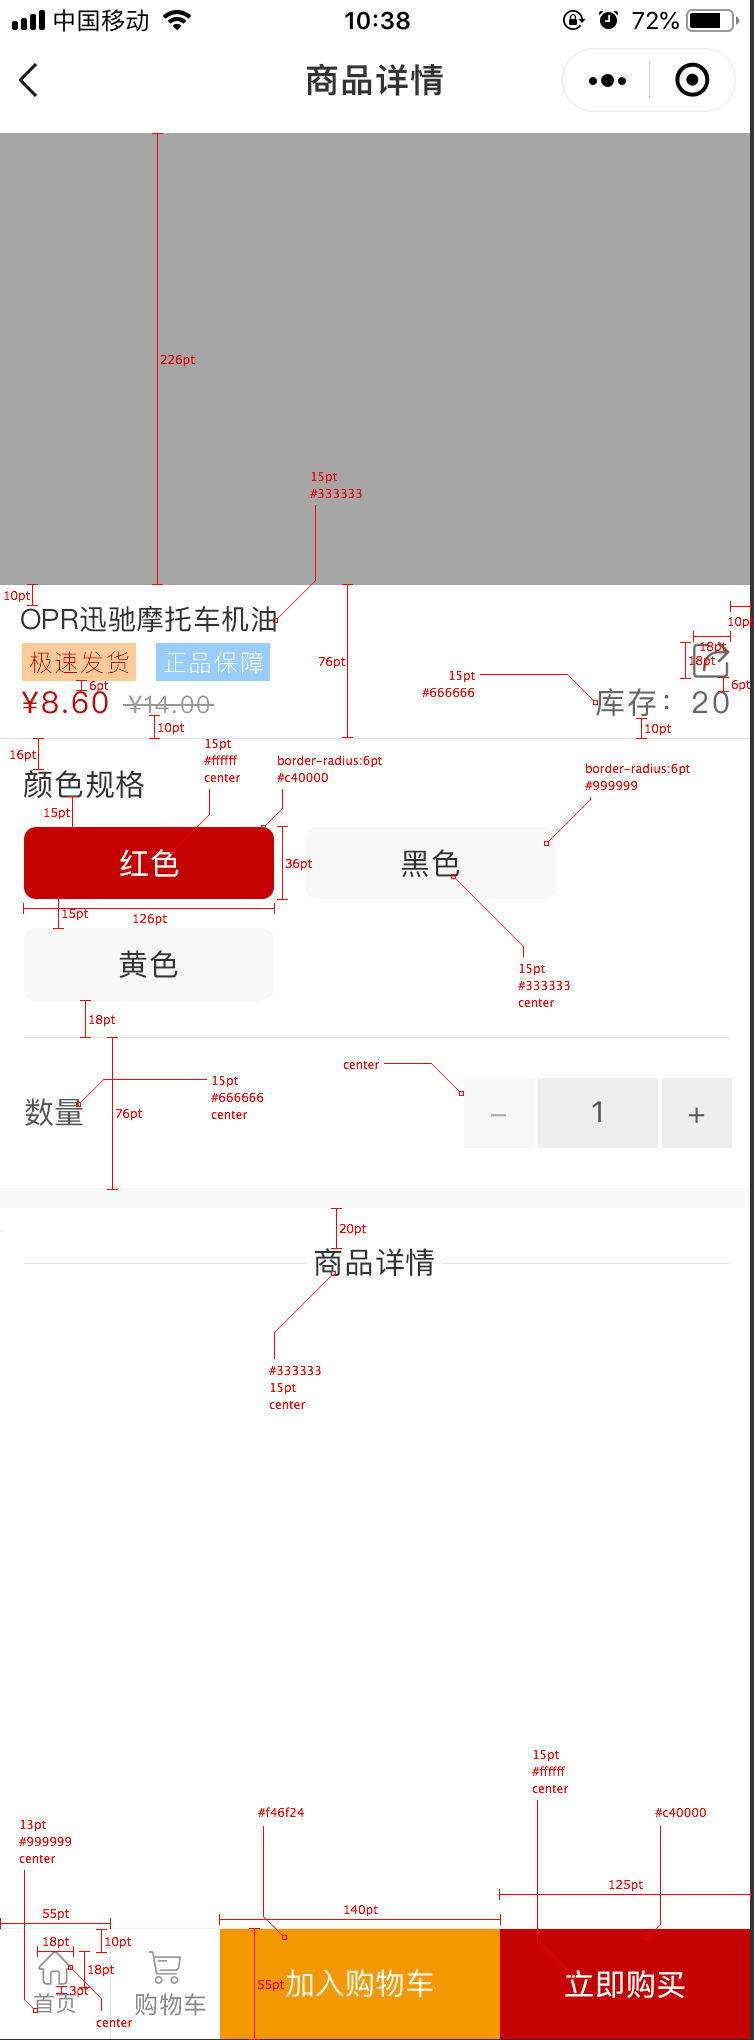 中国移动 10:38 72%
商品详情
226pt
15pt
#333333
10pt
OPR迅驰摩托车机油
10p
18pt
极速发货 正品保障
76pt
18pt
15pt
#666666
6pt
6pt
¥8.60 ¥14.00
库存：20
10pt
10pt
16pt
15pt
#ffffff
center
border-radius:6pt
#c40000
border-radius:6pt
#999999
颜色规格
15pt
红色
36pt
黑色
15pt
126pt
黄色
15pt
#333333
center
18pt
center
15pt
#666666
center
数量
76pt
－ 1 +
20pt
商品详情
#333333
15pt
center
15pt
#ffffff
center
#f46f24
#c40000
13pt
#999999
center
125pt
55pt
140pt
18pt
10pt
18pt
3pt
55pt
加入购物车
立即购买
首页
购物车
center